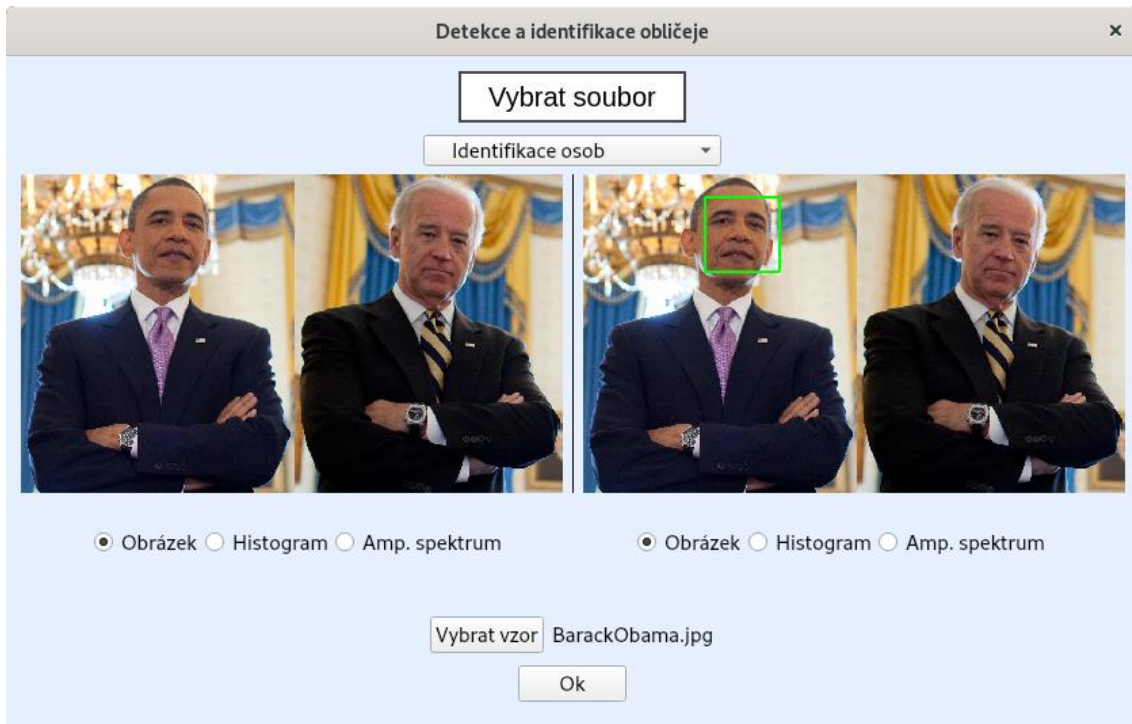 Detekce a identifikace obličeje
Vybrat soubor
Identifikace osob
Obrázek Histogram Amp. spektrum Obrázek Histogram Amp. spektrum
Vybrat vzor BarackObama.jpg
Ok